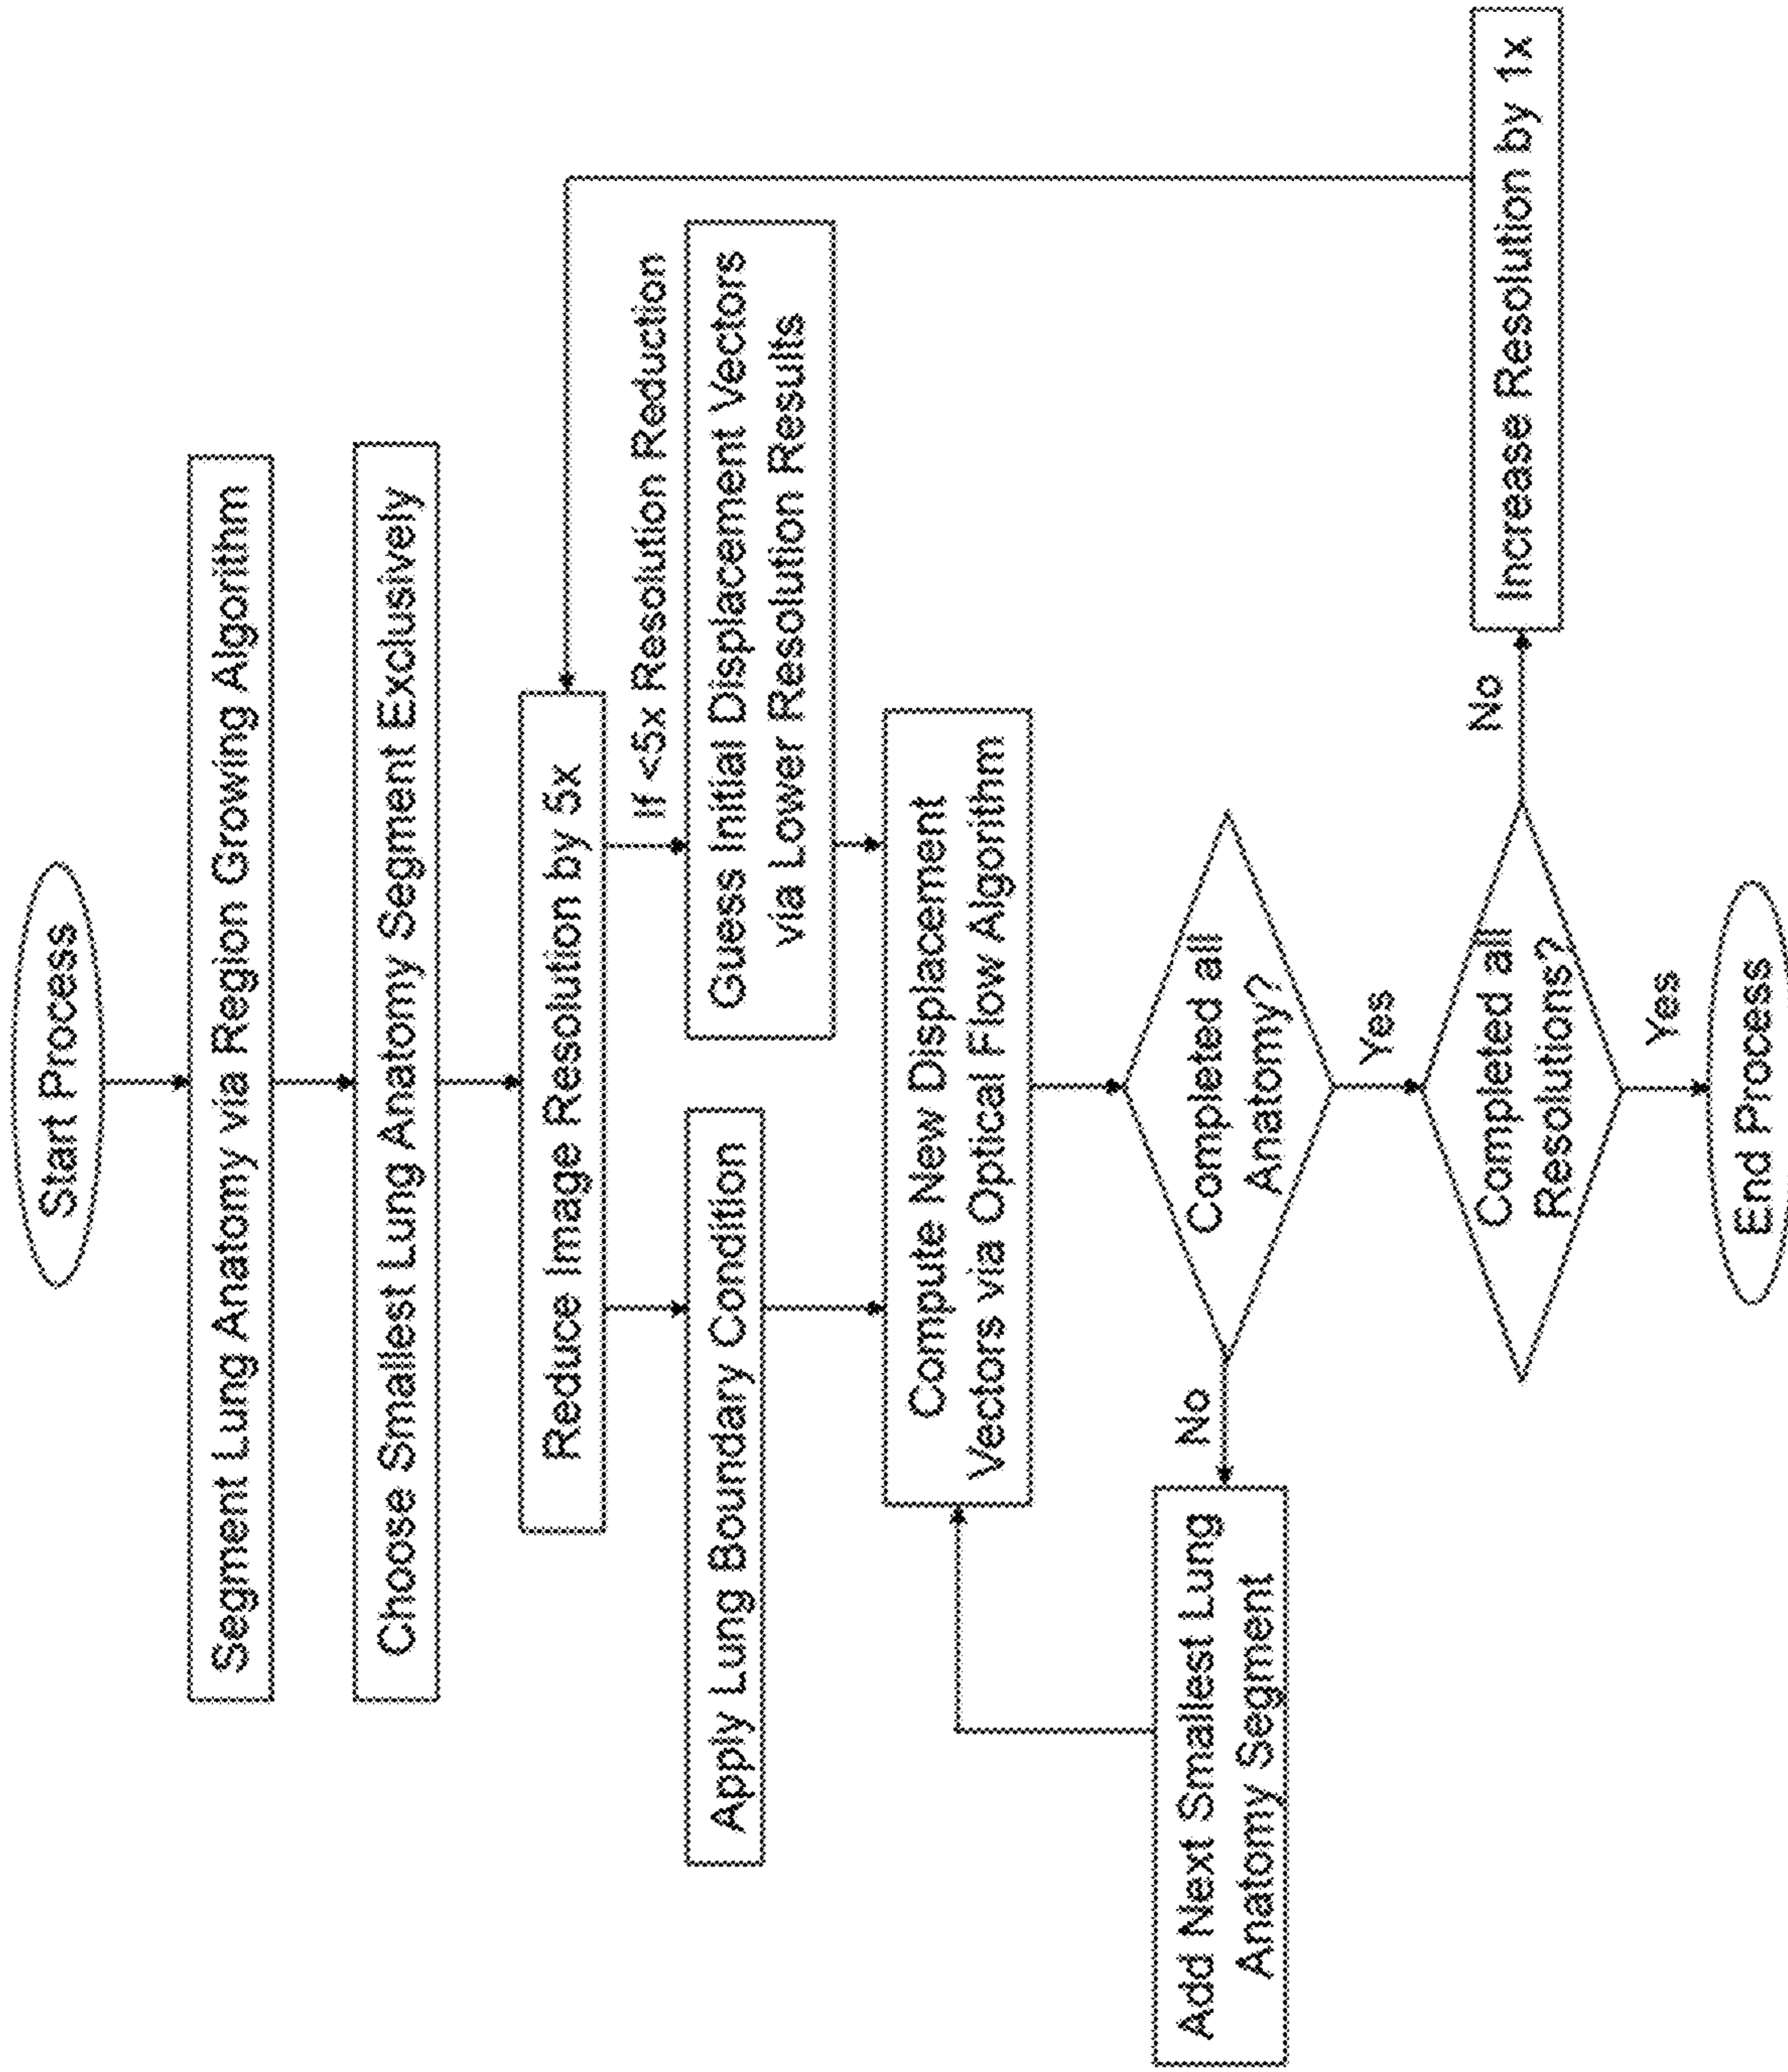 Start Process
Segment Lung Anatomy via Region Growing Algorithm
Choose Smallest Lung Anatomy Segment Exclusively
Reduce Image Resolution by 5x
If <5x Resolution Reduction
Apply Lung Boundary Condition
Guess Initial Displacement Vectors
via Lower Resolution Results
Compute New Displacement
Vectors via Optical Flow Algorithm
Completed all
Anatomy?
No
Add Next Smallest Lung
Anatomy Segment
Yes
Completed all
Resolutions?
No
Increase Resolution by 1x
Yes
End Process